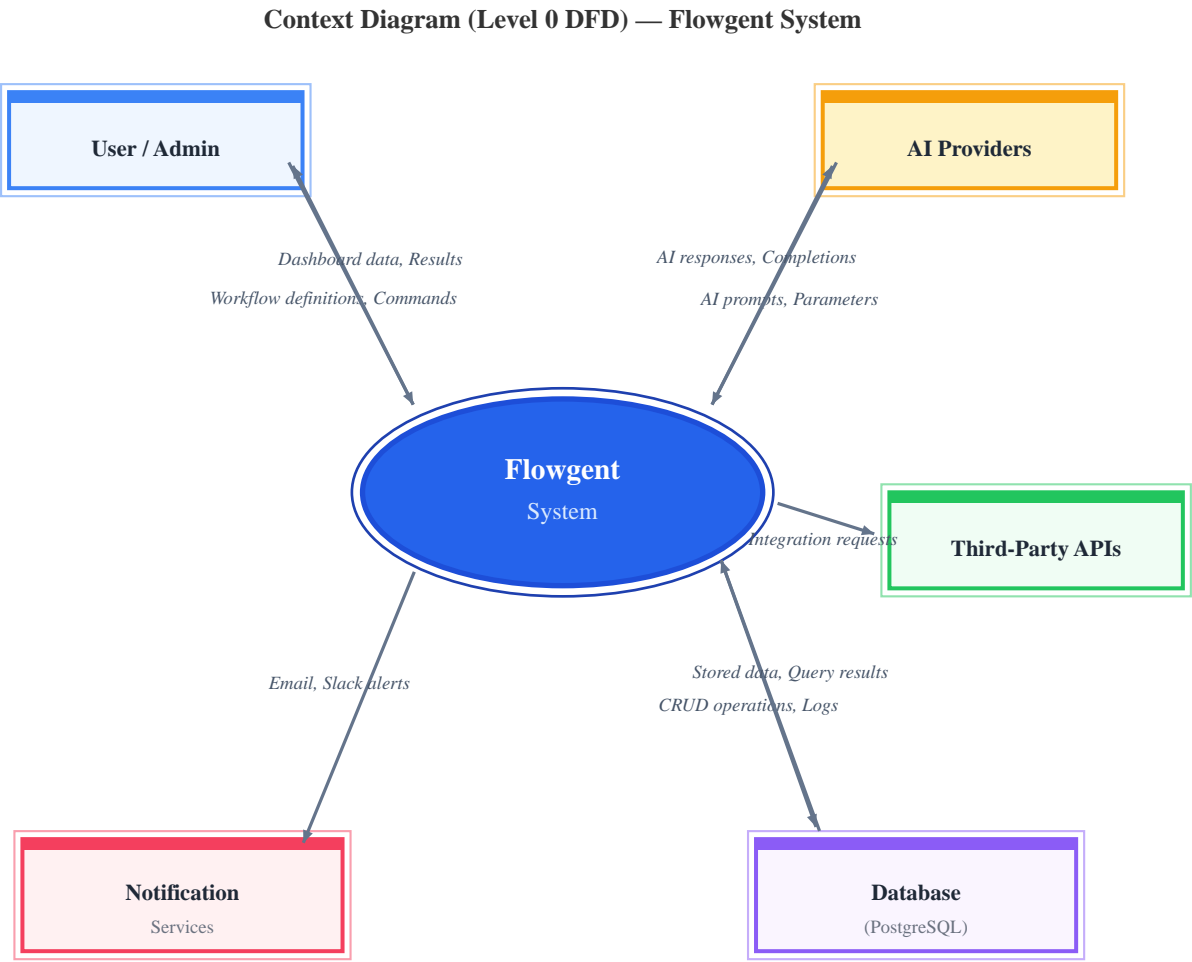 Context Diagram (Level 0 DFD) — Flowgent System
User / Admin
AI Providers
Dashboard data, Results
AI responses, Completions
Workflow definitions, Commands
AI prompts, Parameters
Flowgent
System
Integration requests
Third-Party APIs
Stored data, Query results
Email, Slack alerts
CRUD operations, Logs
Notification
Services
Database
(PostgreSQL)